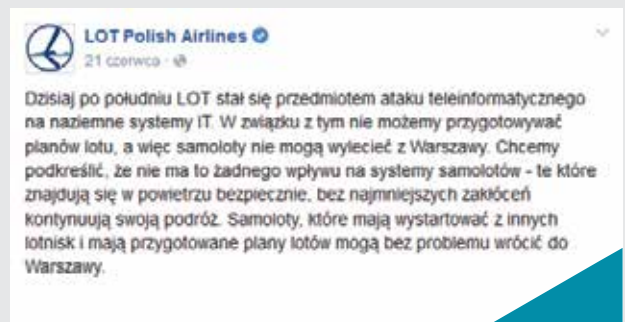 LOT Polish Airlines
21 czerwca
Dzisiaj po południu LOT stał się przedmiotem ataku teleinformatycznego
na naziemne systemy IT. W związku z tym nie możemy przygotowywać
planów lotu, a więc samoloty nie mogą wylecieć z Warszawy. Chcemy
podkreślić, że nie ma to żadnego wpływu na systemy samolotów - te które
znajdują się w powietrzu bezpiecznie, bez najmniejszych zakłóceń
kontynuują swoją podróż. Samoloty, które mają wystartować z innych
lotnisk i mają przygotowane plany lotów mogą bez problemu wrócić do
Warszawy.